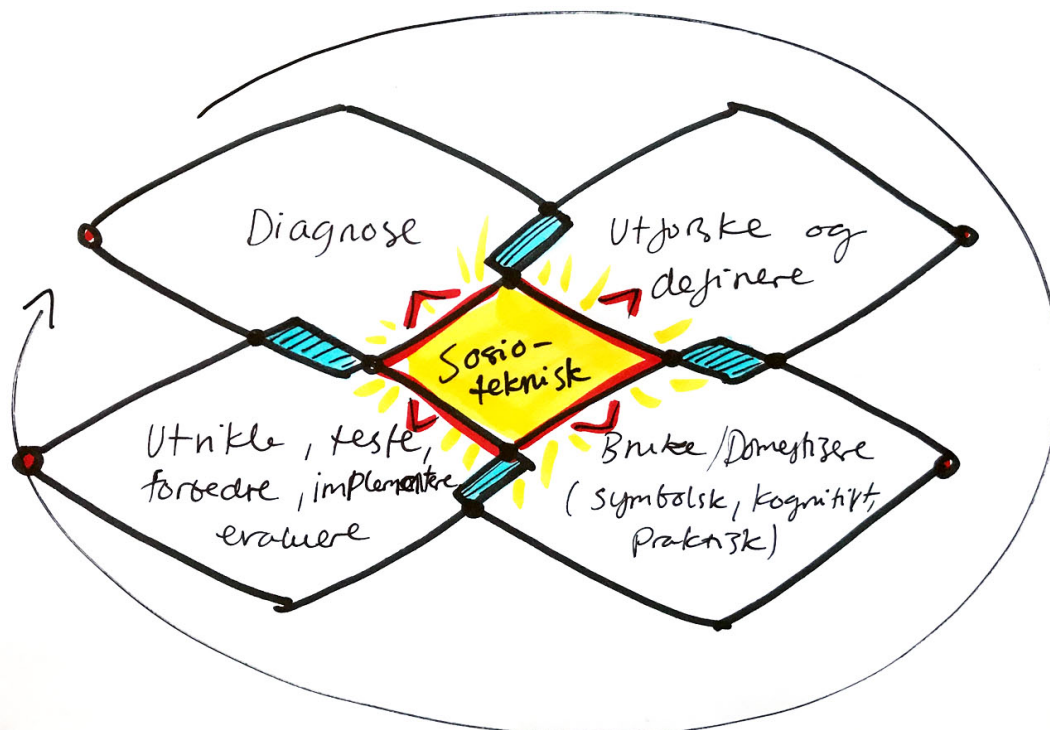 Diagnose
Utforske og
definere
Sosio-
teknisk
Utvikle, teste,
forbedre, implementere
evaluere
Bruke/Domestisere
(symbolsk, kognitivt,
praktisk)